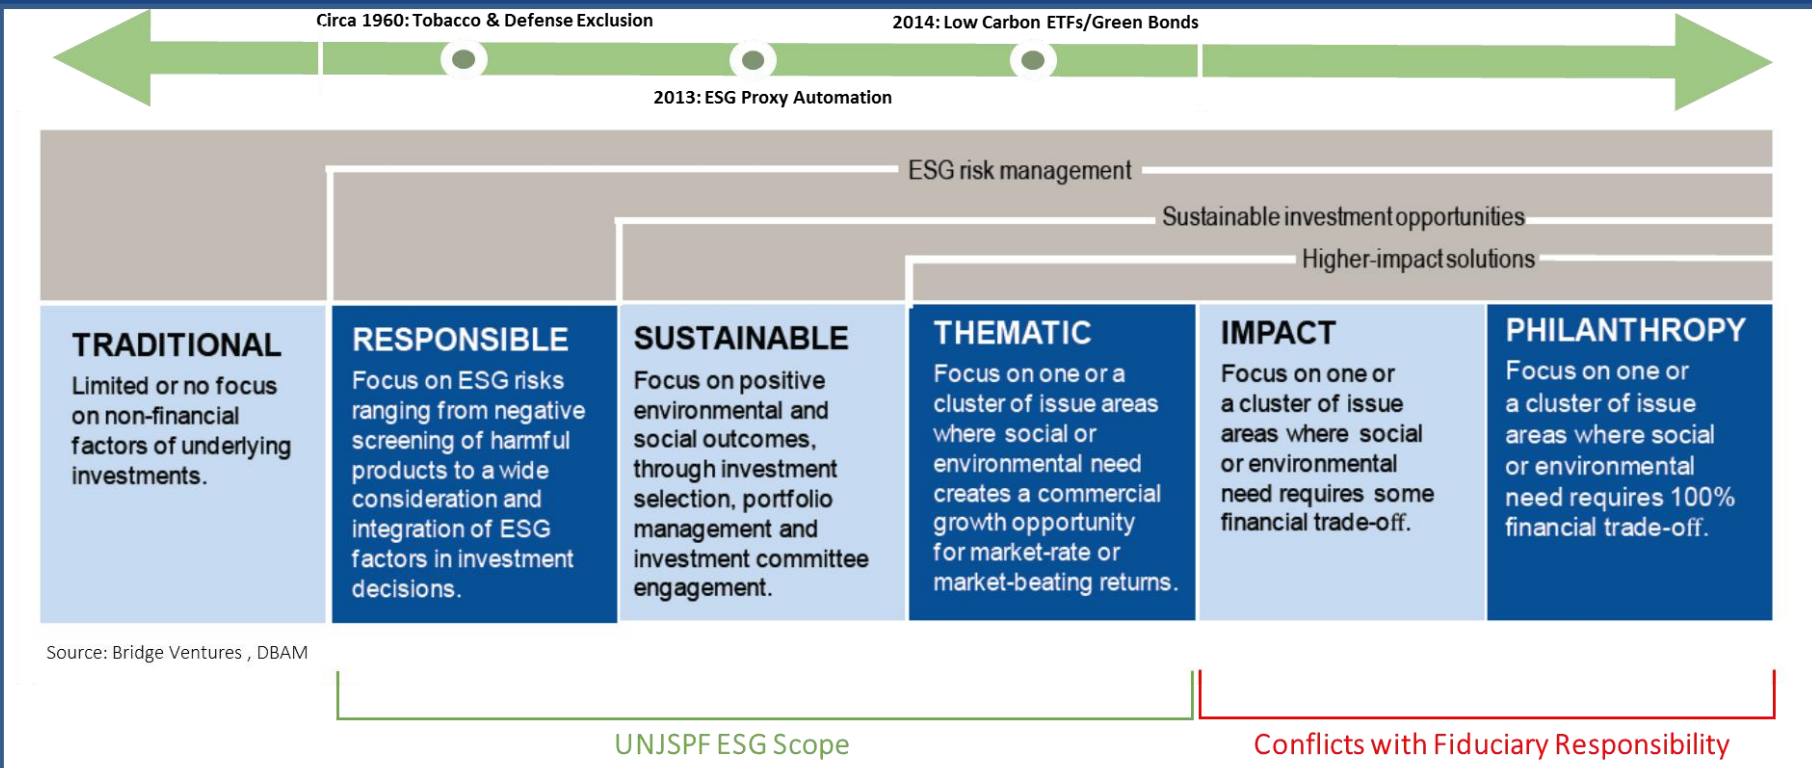 Circa 1960: Tobacco & Defense Exclusion
2014: Low Carbon ETFs/Green Bonds
2013: ESG Proxy Automation
ESG risk management
Sustainable investment opportunities
Higher-impact solutions
TRADITIONAL
Limited or no focus
on non-financial
factors of underlying
investments.
RESPONSIBLE
Focus on ESG risks
ranging from negative
screening of harmful
products to a wide
consideration and
integration of ESG
factors in investment
decisions.
SUSTAINABLE
Focus on positive
environmental and
social outcomes,
through investment
selection, portfolio
management and
investment committee
engagement.
THEMATIC
Focus on one or a
cluster of issue areas
where social or
environmental need
creates a commercial
growth opportunity
for market-rate or
market-beating returns.
IMPACT
Focus on one or
a cluster of issue
areas where social
or environmental
need requires some
financial trade-off.
PHILANTHROPY
Focus on one or
a cluster of issue
areas where social
or environmental
need requires 100%
financial trade-off.
Source: Bridge Ventures , DBAM
UNJSPF ESG Scope
Conflicts with Fiduciary Responsibility